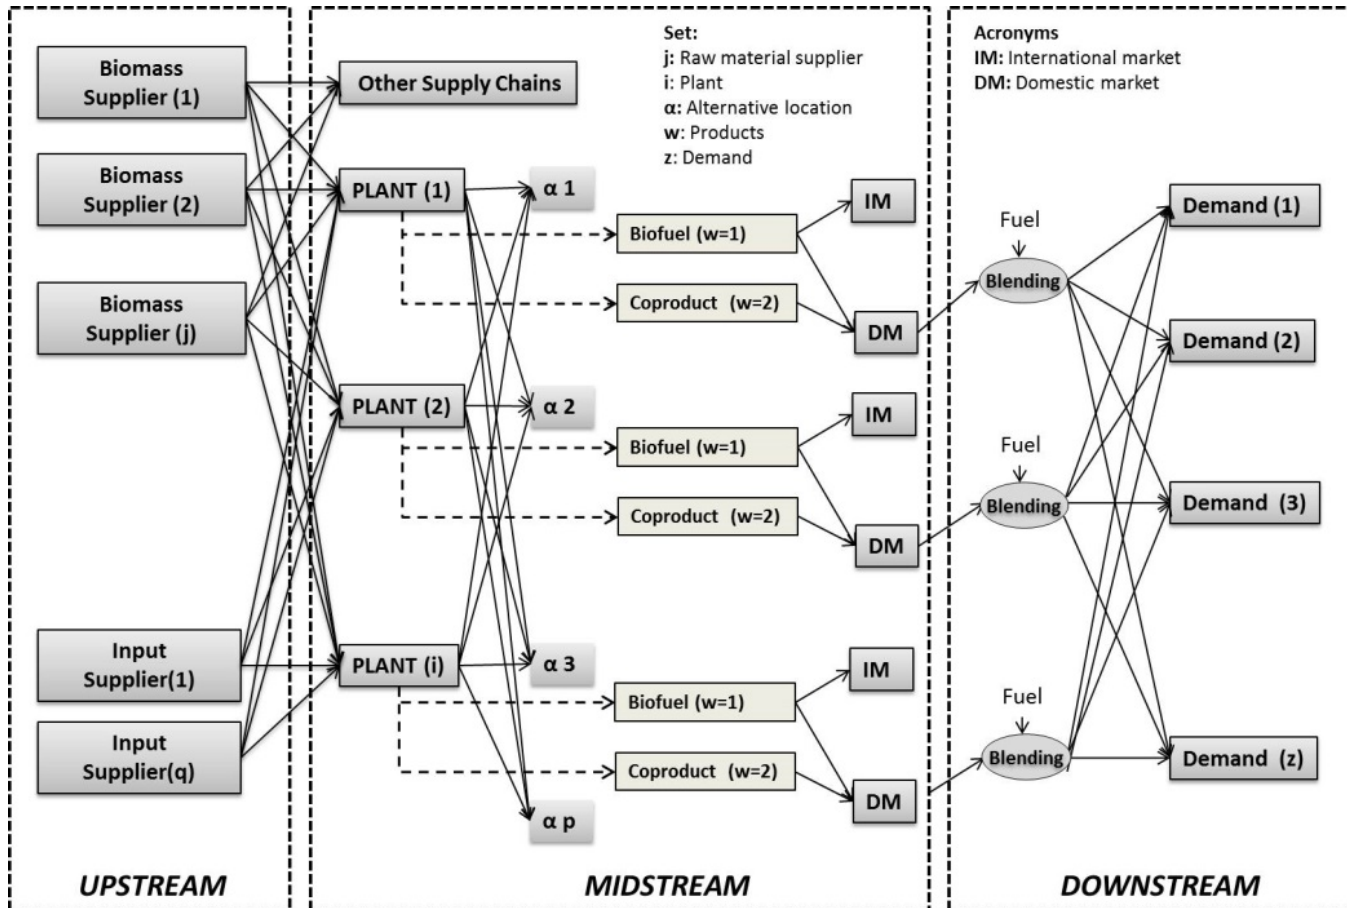 Biomass
Supplier (1)
Biomass
Supplier (2)
Biomass
Supplier (j)
Input
Supplier(1)
Input
Supplier(q)
UPSTREAM
Other Supply Chains
PLANT (1)
PLANT (2)
PLANT (i)
α 1
α 2
α 3
α p
Set:
j: Raw material supplier
i: Plant
α: Alternative location
w: Products
z: Demand
Biofuel (w=1)
Coproduct (w=2)
IM
DM
Biofuel (w=1)
Coproduct (w=2)
IM
DM
Biofuel (w=1)
Coproduct (w=2)
IM
DM
MIDSTREAM
Acronyms
IM: International market
DM: Domestic market
Fuel
Blending
Fuel
Blending
Fuel
Blending
Demand (1)
Demand (2)
Demand (3)
Demand (z)
DOWNSTREAM